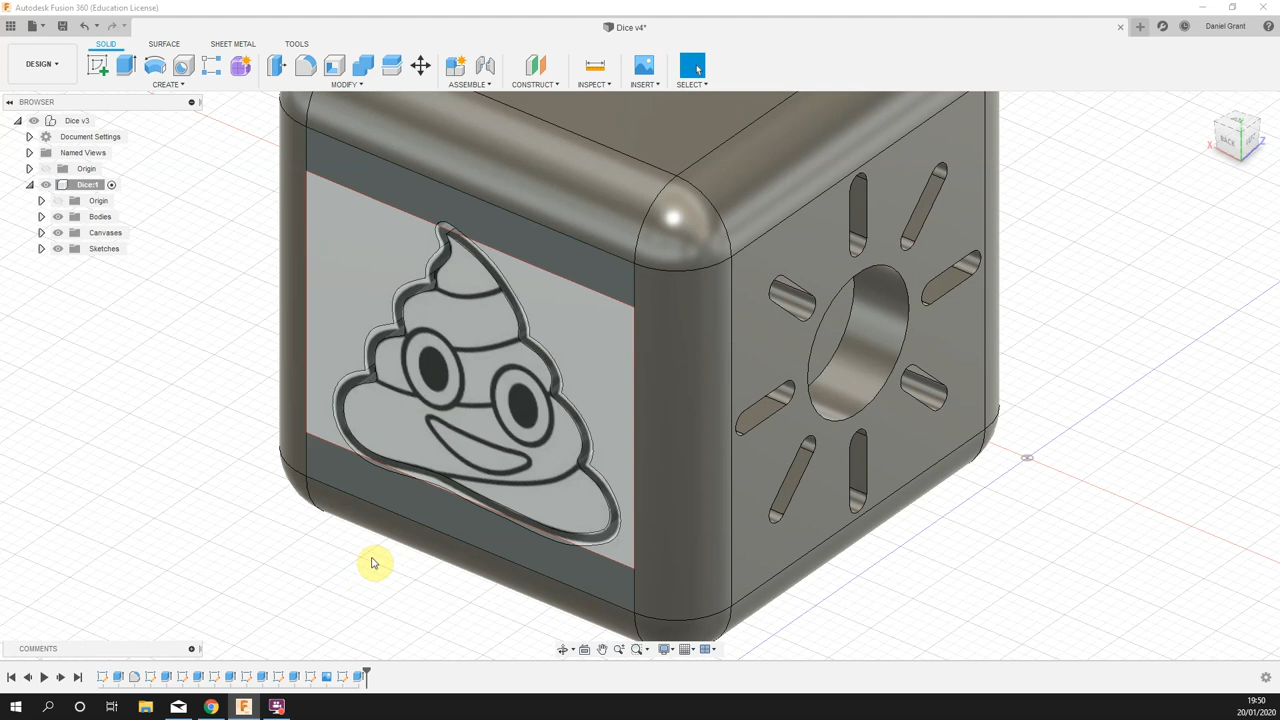 Autodesk Fusion 360 (Education License)
Dice v4*
Daniel Grant
DESIGN
SOLID
SURFACE
SHEET METAL
TOOLS
CREATE
MODIFY
ASSEMBLE
CONSTRUCT
INSPECT
INSERT
SELECT
BROWSER
Dice v3
Document Settings
Named Views
Origin
Dice:1
Origin
Bodies
Canvases
Sketches
BACK
X
Z
COMMENTS
19:50
20/01/2020